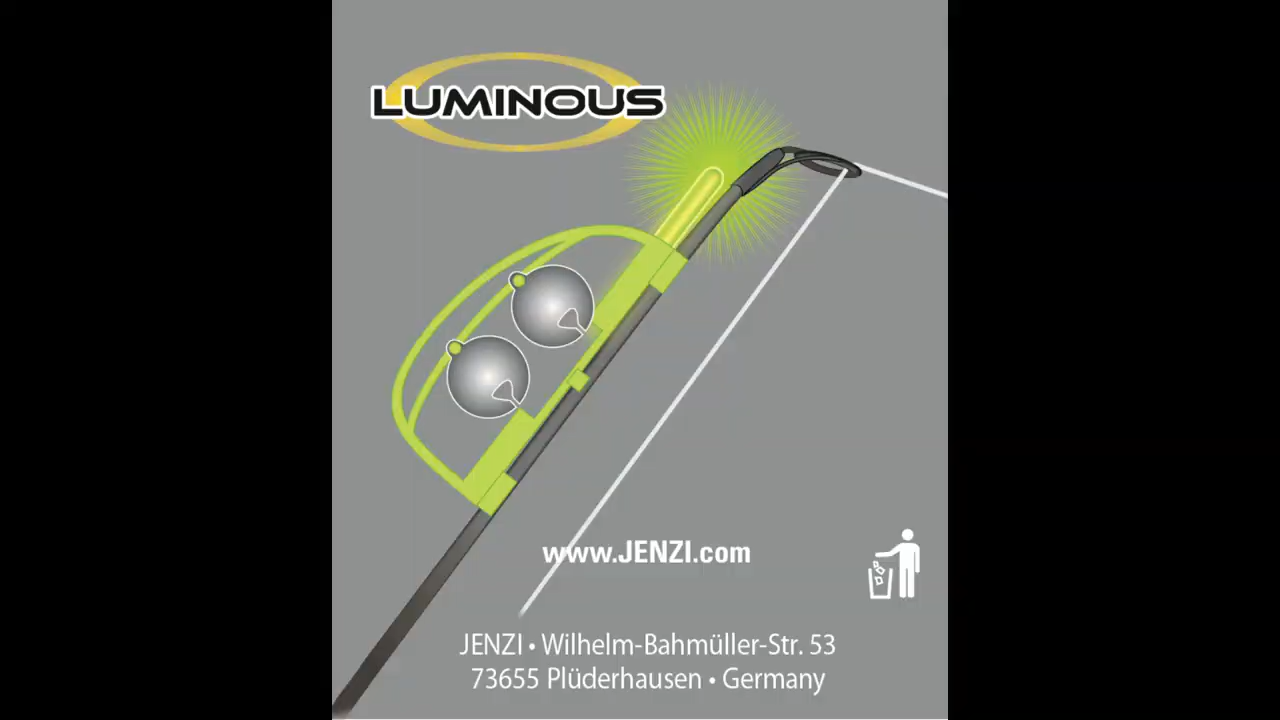 LUMINOUS
www.JENZI.com
JENZI • Wilhelm-Bahmüller-Str. 53
73655 Plüderhausen • Germany